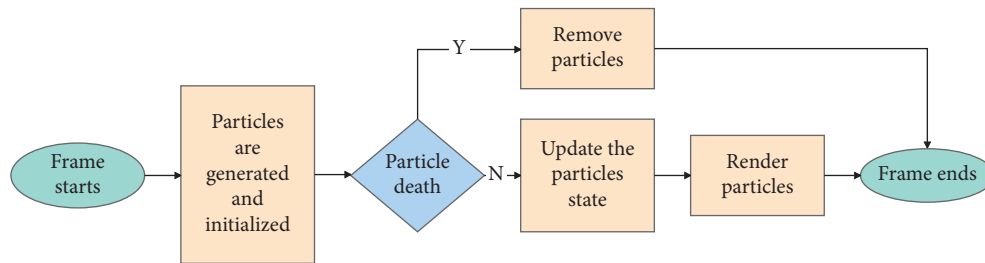 Frame
starts
Particles
are
generated
and
initialized
Particle
death
Y
Remove
particles
N
Update the
particles
state
Render
particles
Frame ends